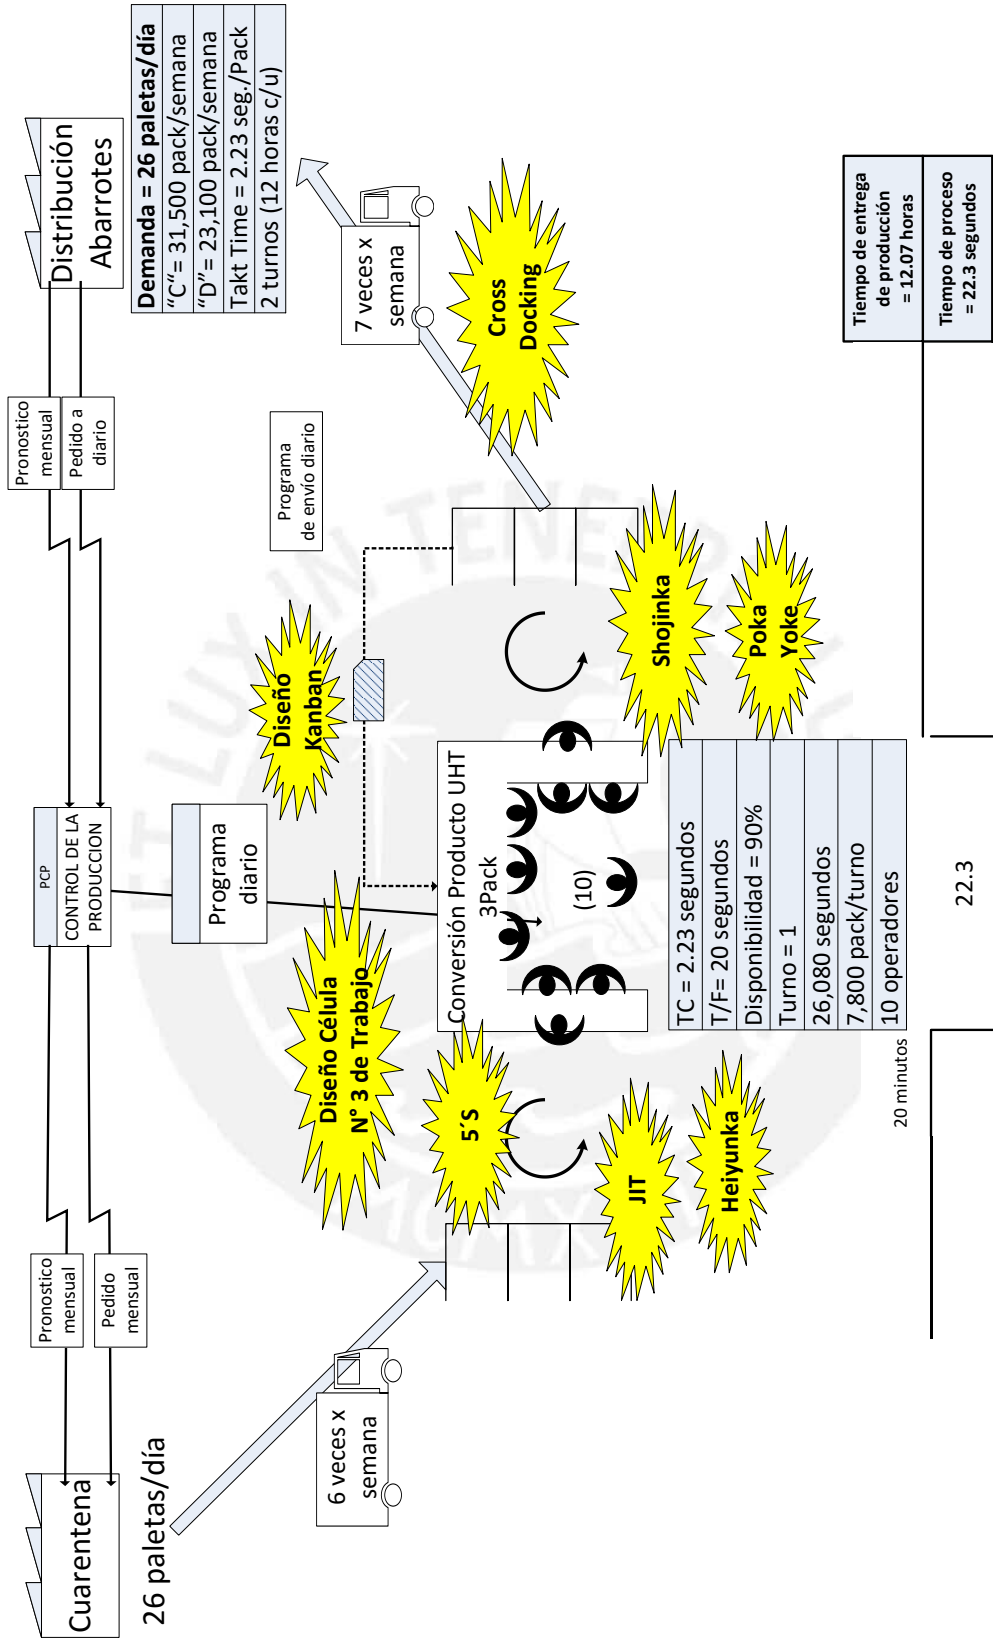 Cuarentena
26 paletas/día
Pronostico
mensual
Pedido
mensual
PCP
CONTROL DE LA
PRODUCCION
Pronostico
mensual
Pedido a
diario
Distribución
Abarrotes
Demanda = 26 paletas/día
“C“= 31,500 pack/semana
“D”= 23,100 pack/semana
Takt Time = 2.23 seg./Pack
2 turnos (12 horas c/u)
Programa
diario
Programa
de envío diario
6 veces x
semana
7 veces x
semana
Diseño Célula
N° 3 de Trabajo
Diseño
Kanban
Cross
Docking
5´S
JIT
Heiyunka
Shojinka
Poka
Yoke
Conversión Producto UHT
3Pack
(10)
TC = 2.23 segundos
T/F= 20 segundos
Disponibilidad = 90%
Turno = 1
26,080 segundos
7,800 pack/turno
10 operadores
20 minutos
22.3
Tiempo de entrega
de producción
= 12.07 horas
Tiempo de proceso
= 22.3 segundos